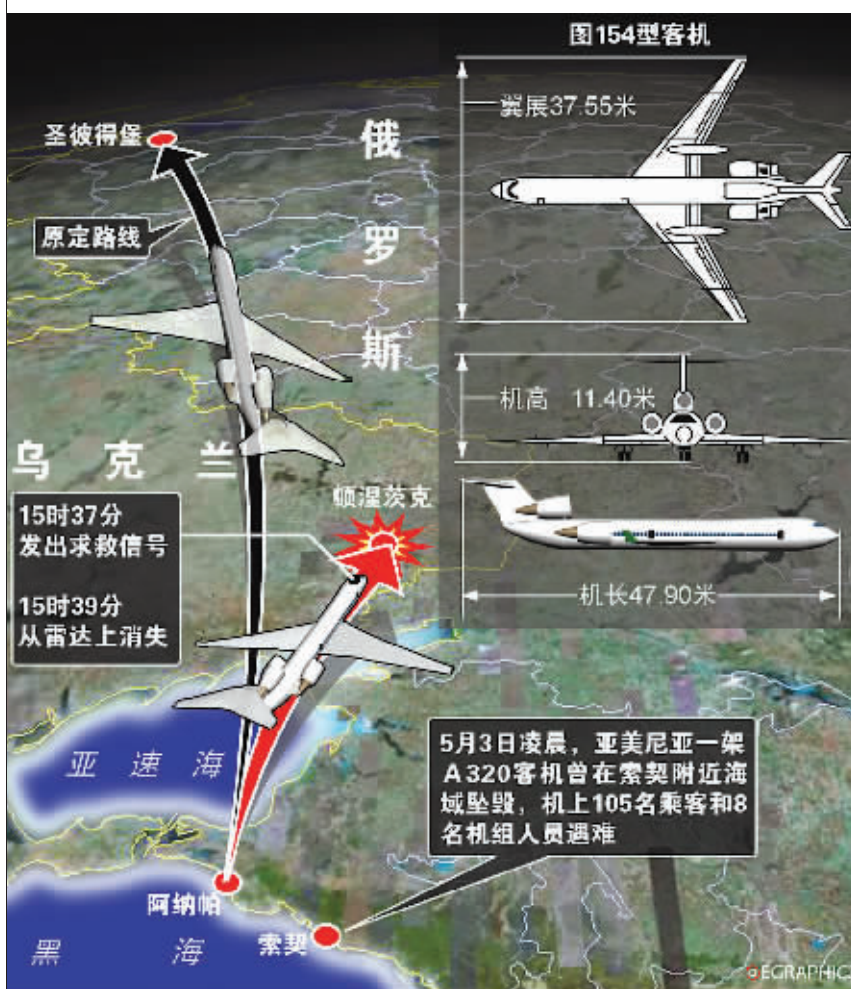 图154型客机
翼展37.55米
圣彼得堡
俄罗斯
原定路线
机高 11.40米
乌克兰
顿涅茨克
15时37分
发出求救信号
15时39分
从雷达上消失
机长47.90米
5月3日凌晨，亚美尼亚一架
A320客机曾在索契附近海
域坠毁，机上105名乘客和8
名机组人员遇难
亚速海
阿纳帕
索契
黑海
EGRAPHIC